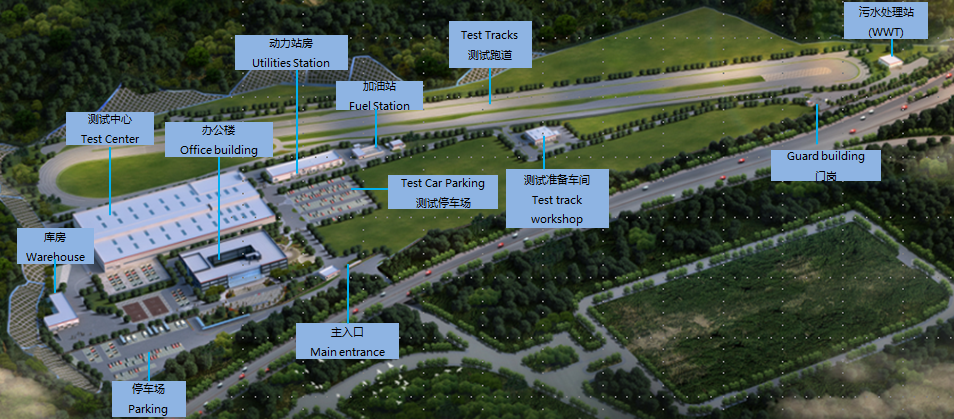 污水处理站
(WWT)
动力站房
Utilities Station
Test Tracks
测试跑道
加油站
Fuel Station
测试中心
Test Center
办公楼
Office building
Guard building
门岗
Test Car Parking
测试停车场
测试准备车间
Test track
workshop
库房
Warehouse
主入口
Main entrance
停车场
Parking